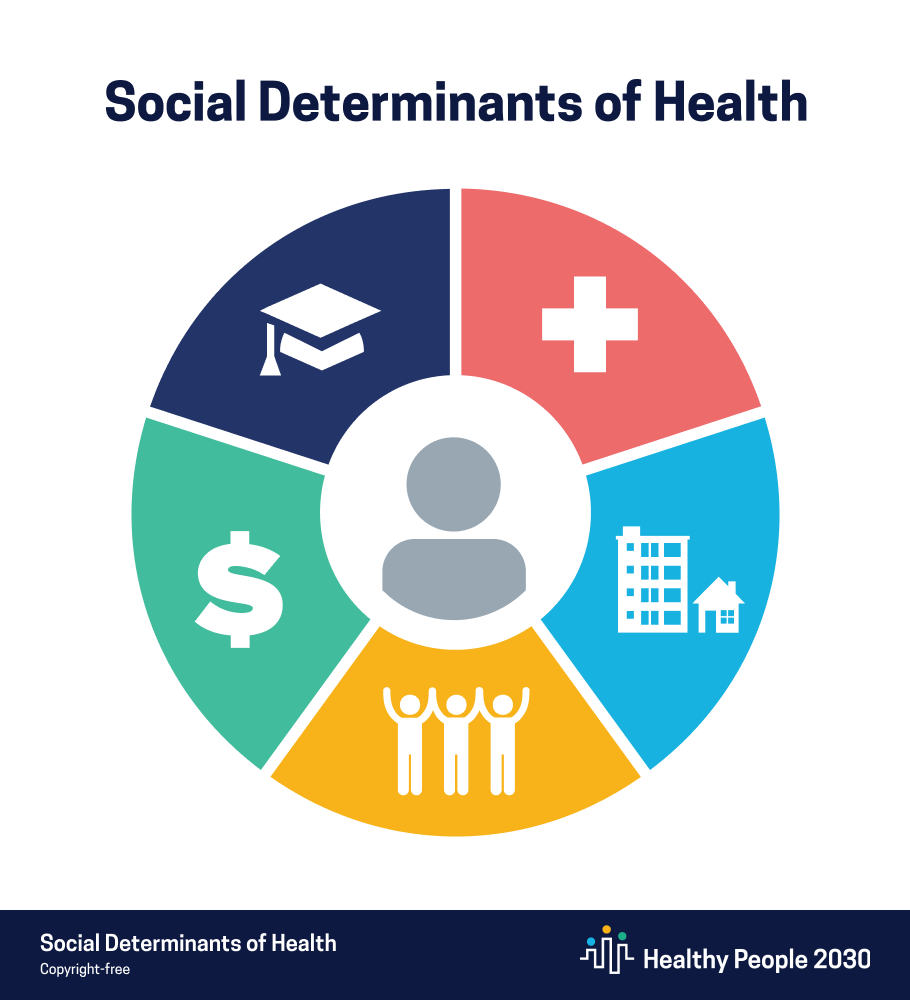 Social Determinants of Health
Social Determinants of Health
Copyright-free
Healthy People 2030